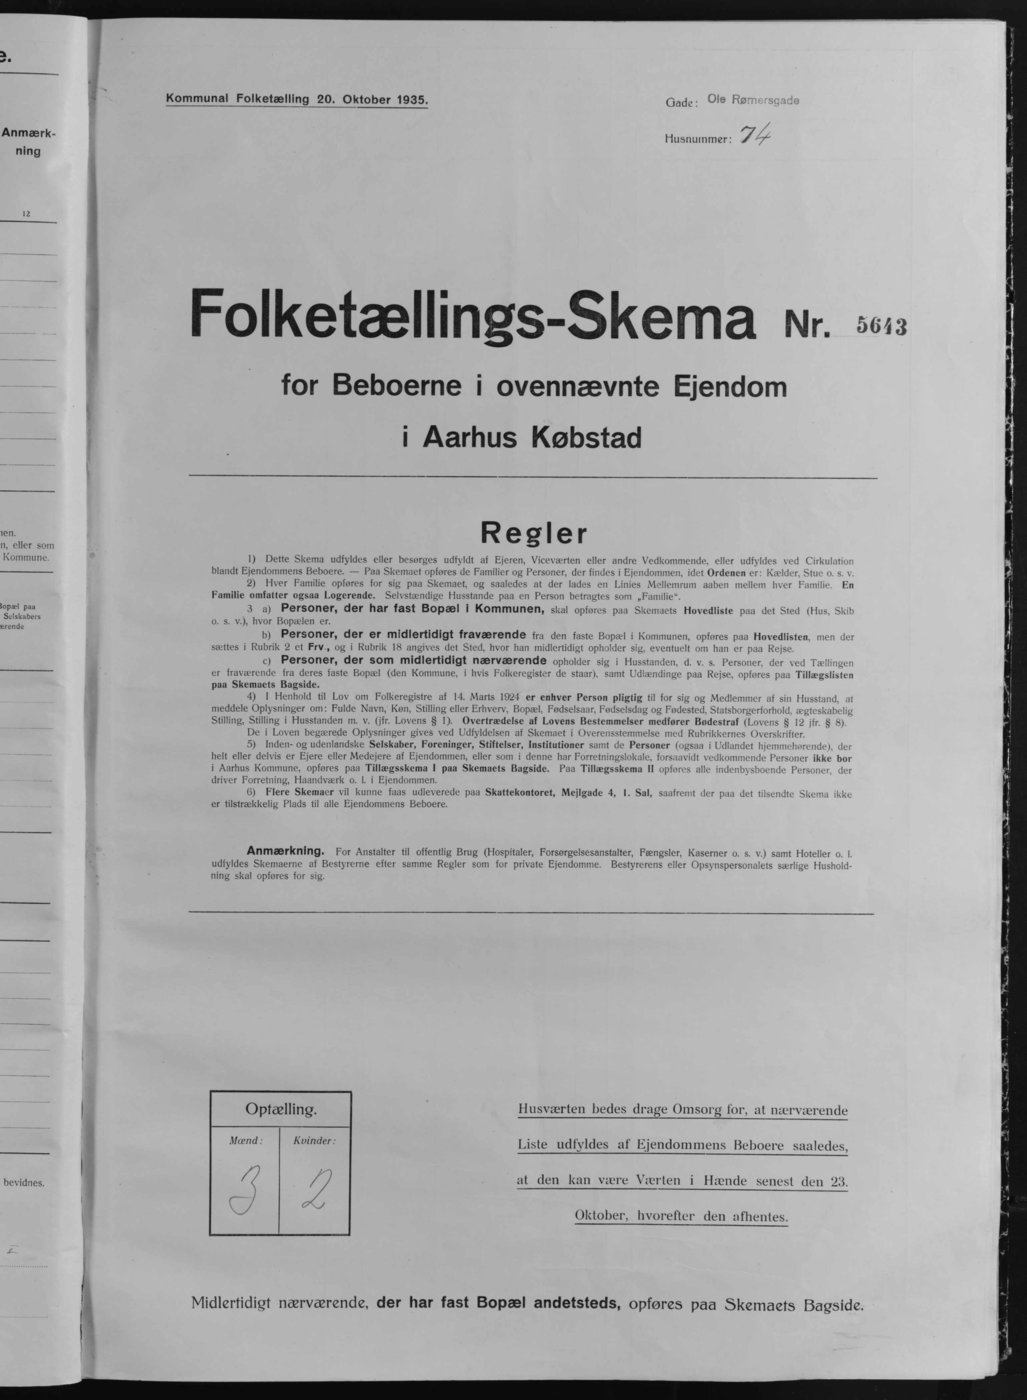 e.
Anmærk-
ning
12
nen.
n, eller som
Kommune.
Bopæl paa
Selskabers
ærende
bevidnes.
Kommunal Folketælling 20. Oktober 1935.
Gade: Ole Rømersgade
Husnummer: 74
Folketællings-Skema Nr. 5643
for Beboerne i ovennævnte Ejendom
i Aarhus Købstad
Regler
1) Dette Skema udfyldes eller besørges udfyldt af Ejeren, Viceværten eller andre Vedkommende, eller udfyldes ved Cirkulation
blandt Ejendommens Beboere. — Paa Skemaet opføres de Familier og Personer, der findes i Ejendommen, idet Ordenen er: Kælder, Stue o. s. v.
2) Hver Familie opføres for sig paa Skemaet, og saaledes at der lades en Linies Mellemrum aaben mellem hver Familie. En
Familie omfatter ogsaa Logerende. Selvstændige Husstande paa en Person betragtes som „Familie“.
3 a) Personer, der har fast Bopæl i Kommunen, skal opføres paa Skemaets Hovedliste paa det Sted (Hus, Skib
o. s. v.), hvor Bopælen er.
b) Personer, der er midlertidigt fraværende fra den faste Bopæl i Kommunen, opføres paa Hovedlisten, men der
sættes i Rubrik 2 et Frv., og i Rubrik 18 angives det Sted, hvor han midlertidigt opholder sig, eventuelt om han er paa Rejse.
c) Personer, der som midlertidigt nærværende opholder sig i Husstanden, d. v. s. Personer, der ved Tællingen
er fraværende fra deres faste Bopæl (den Kommune, i hvis Folkeregister de staar), samt Udlændinge paa Rejse, opføres paa Tillægslisten
paa Skemaets Bagside.
4) I Henhold til Lov om Folkeregistre af 14. Marts 1924 er enhver Person pligtig til for sig og Medlemmer af sin Husstand, at
meddele Oplysninger om: Fulde Navn, Køn, Stilling eller Erhverv, Bopæl, Fødselsaar, Fødselsdag og Fødested, Statsborgerforhold, ægteskabelig
Stilling, Stilling i Husstanden m. v. (jfr. Lovens § 1). Overtrædelse af Lovens Bestemmelser medfører Bødestraf (Lovens § 12 jfr. § 8).
De i Loven begærede Oplysninger gives ved Udfyldelsen af Skemaet i Overensstemmelse med Rubrikkernes Overskrifter.
5) Inden- og udenlandske Selskaber, Foreninger, Stiftelser, Institutioner samt de Personer (ogsaa i Udlandet hjemmehørende), der
helt eller delvis er Ejere eller Medejere af Ejendommen, eller som i denne har Forretningslokale, forsaavidt vedkommende Personer ikke bor
i Aarhus Kommune, opføres paa Tillægsskema I paa Skemaets Bagside. Paa Tillægsskema II opføres alle indenbysboende Personer, der
driver Forretning, Haandværk o. l. i Ejendommen.
6) Flere Skemaer vil kunne faas udleverede paa Skattekontoret, Mejlgade 4, 1. Sal, saafremt der paa det tilsendte Skema ikke
er tilstrækkelig Plads til alle Ejendommens Beboere.
Anmærkning. For Anstalter til offentlig Brug (Hospitaler, Forsørgelsesanstalter, Fængsler, Kaserner o. s. v.) samt Hoteller o. l.
udfyldes Skemaerne af Bestyrerne efter samme Regler som for private Ejendomme. Bestyrerens eller Opsynspersonalets særlige Hushold-
ning skal opføres for sig.
Optælling.
Mænd: Kvinder:
3 2
Husværten bedes drage Omsorg for, at nærværende
Liste udfyldes af Ejendommens Beboere saaledes,
at den kan være Værten i Hænde senest den 23.
Oktober, hvorefter den afhentes.
Midlertidigt nærværende, der har fast Bopæl andetsteds, opføres paa Skemaets Bagside.